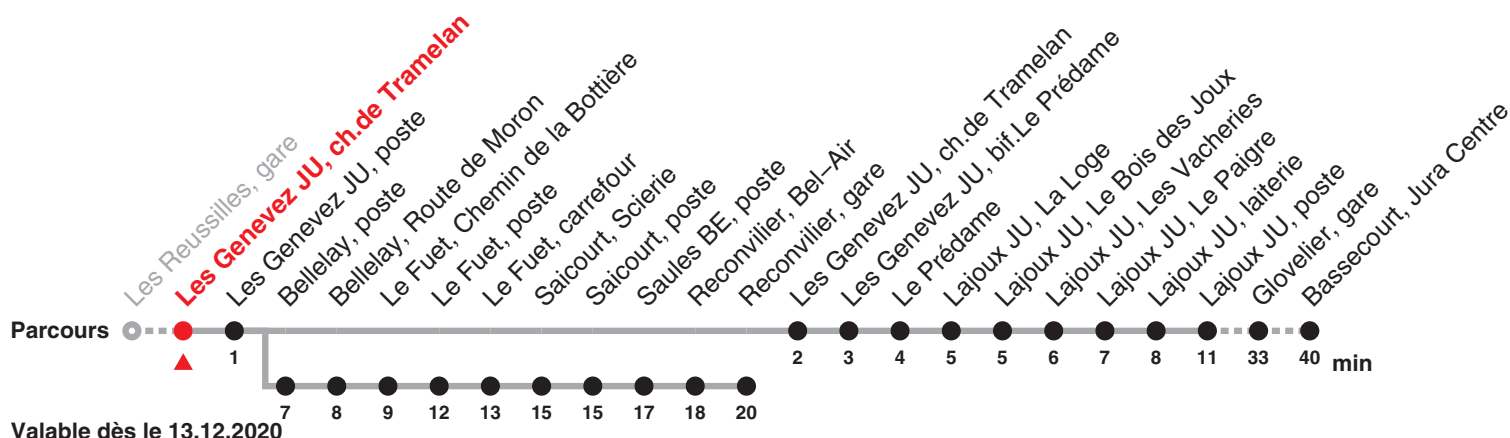 Les Reussilles, gare
Les Genevez JU, ch.de Tramelan
Les Genevez JU, poste
Bellelay, poste
Bellelay, Route de Moron
Le Fuet, Chemin de la Bottière
Le Fuet, poste
Le Fuet, carrefour
Saicourt, Scierie
Saicourt, poste
Saules BE, poste
Reconvilier, Bel–Air
Reconvilier, gare
Les Genevez JU, ch.de Tramelan
Les Genevez JU, bif.Le Prédame
Le Prédame
Lajoux JU, La Loge
Lajoux JU, Le Bois des Joux
Lajoux JU, Les Vacheries
Lajoux JU, Le Paigre
Lajoux JU, laiterie
Lajoux JU, poste
Glovelier, gare
Bassecourt, Jura Centre
Parcours
1 2 3 4 5 5 6 7 8 11 33 40 min
7 8 9 12 13 15 15 17 18 20
Valable dès le 13.12.2020